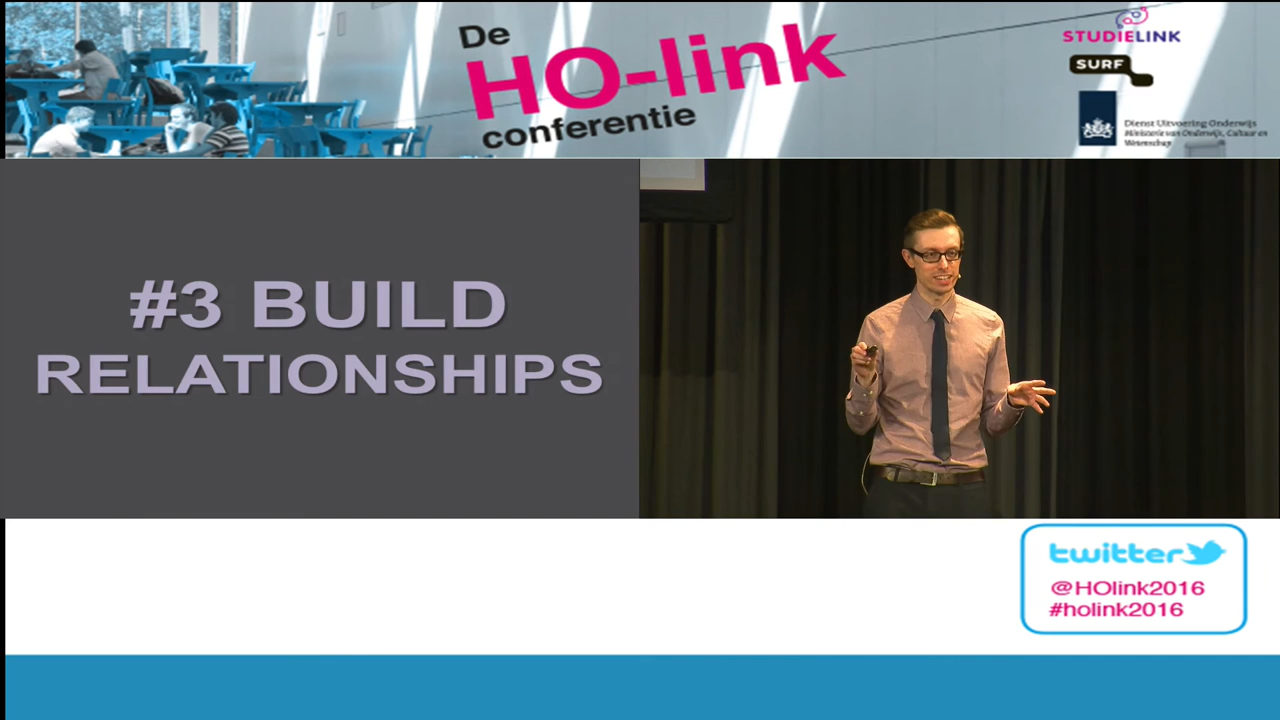 De
HO-link
conferentie
STUDIELINK
SURF
Dienst Uitvoering Onderwijs
Ministerie van Onderwijs, Cultuur en
Wetenschap
#3 BUILD
RELATIONSHIPS
twitter
@HOlink2016
#holink2016